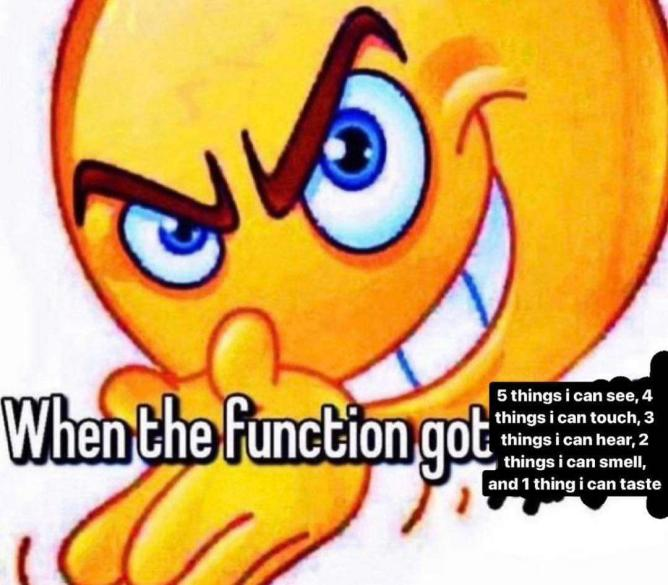 When the function got
5 things i can see, 4
things i can touch, 3
things i can hear, 2
things i can smell,
and 1 thing i can taste